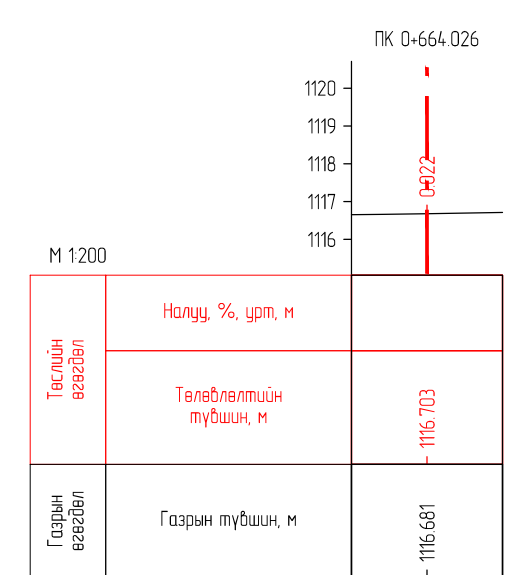 ПК 0+664.026
1120
1119
1118
1117
1116
0.022
М 1:200
Төслийн
өгөгдөл
Налуу, %, урт, м
Төлөвлөлтийн
түвшин, м
1116.703
Газрын
өгөгдөл
Газрын түвшин, м
1116.681